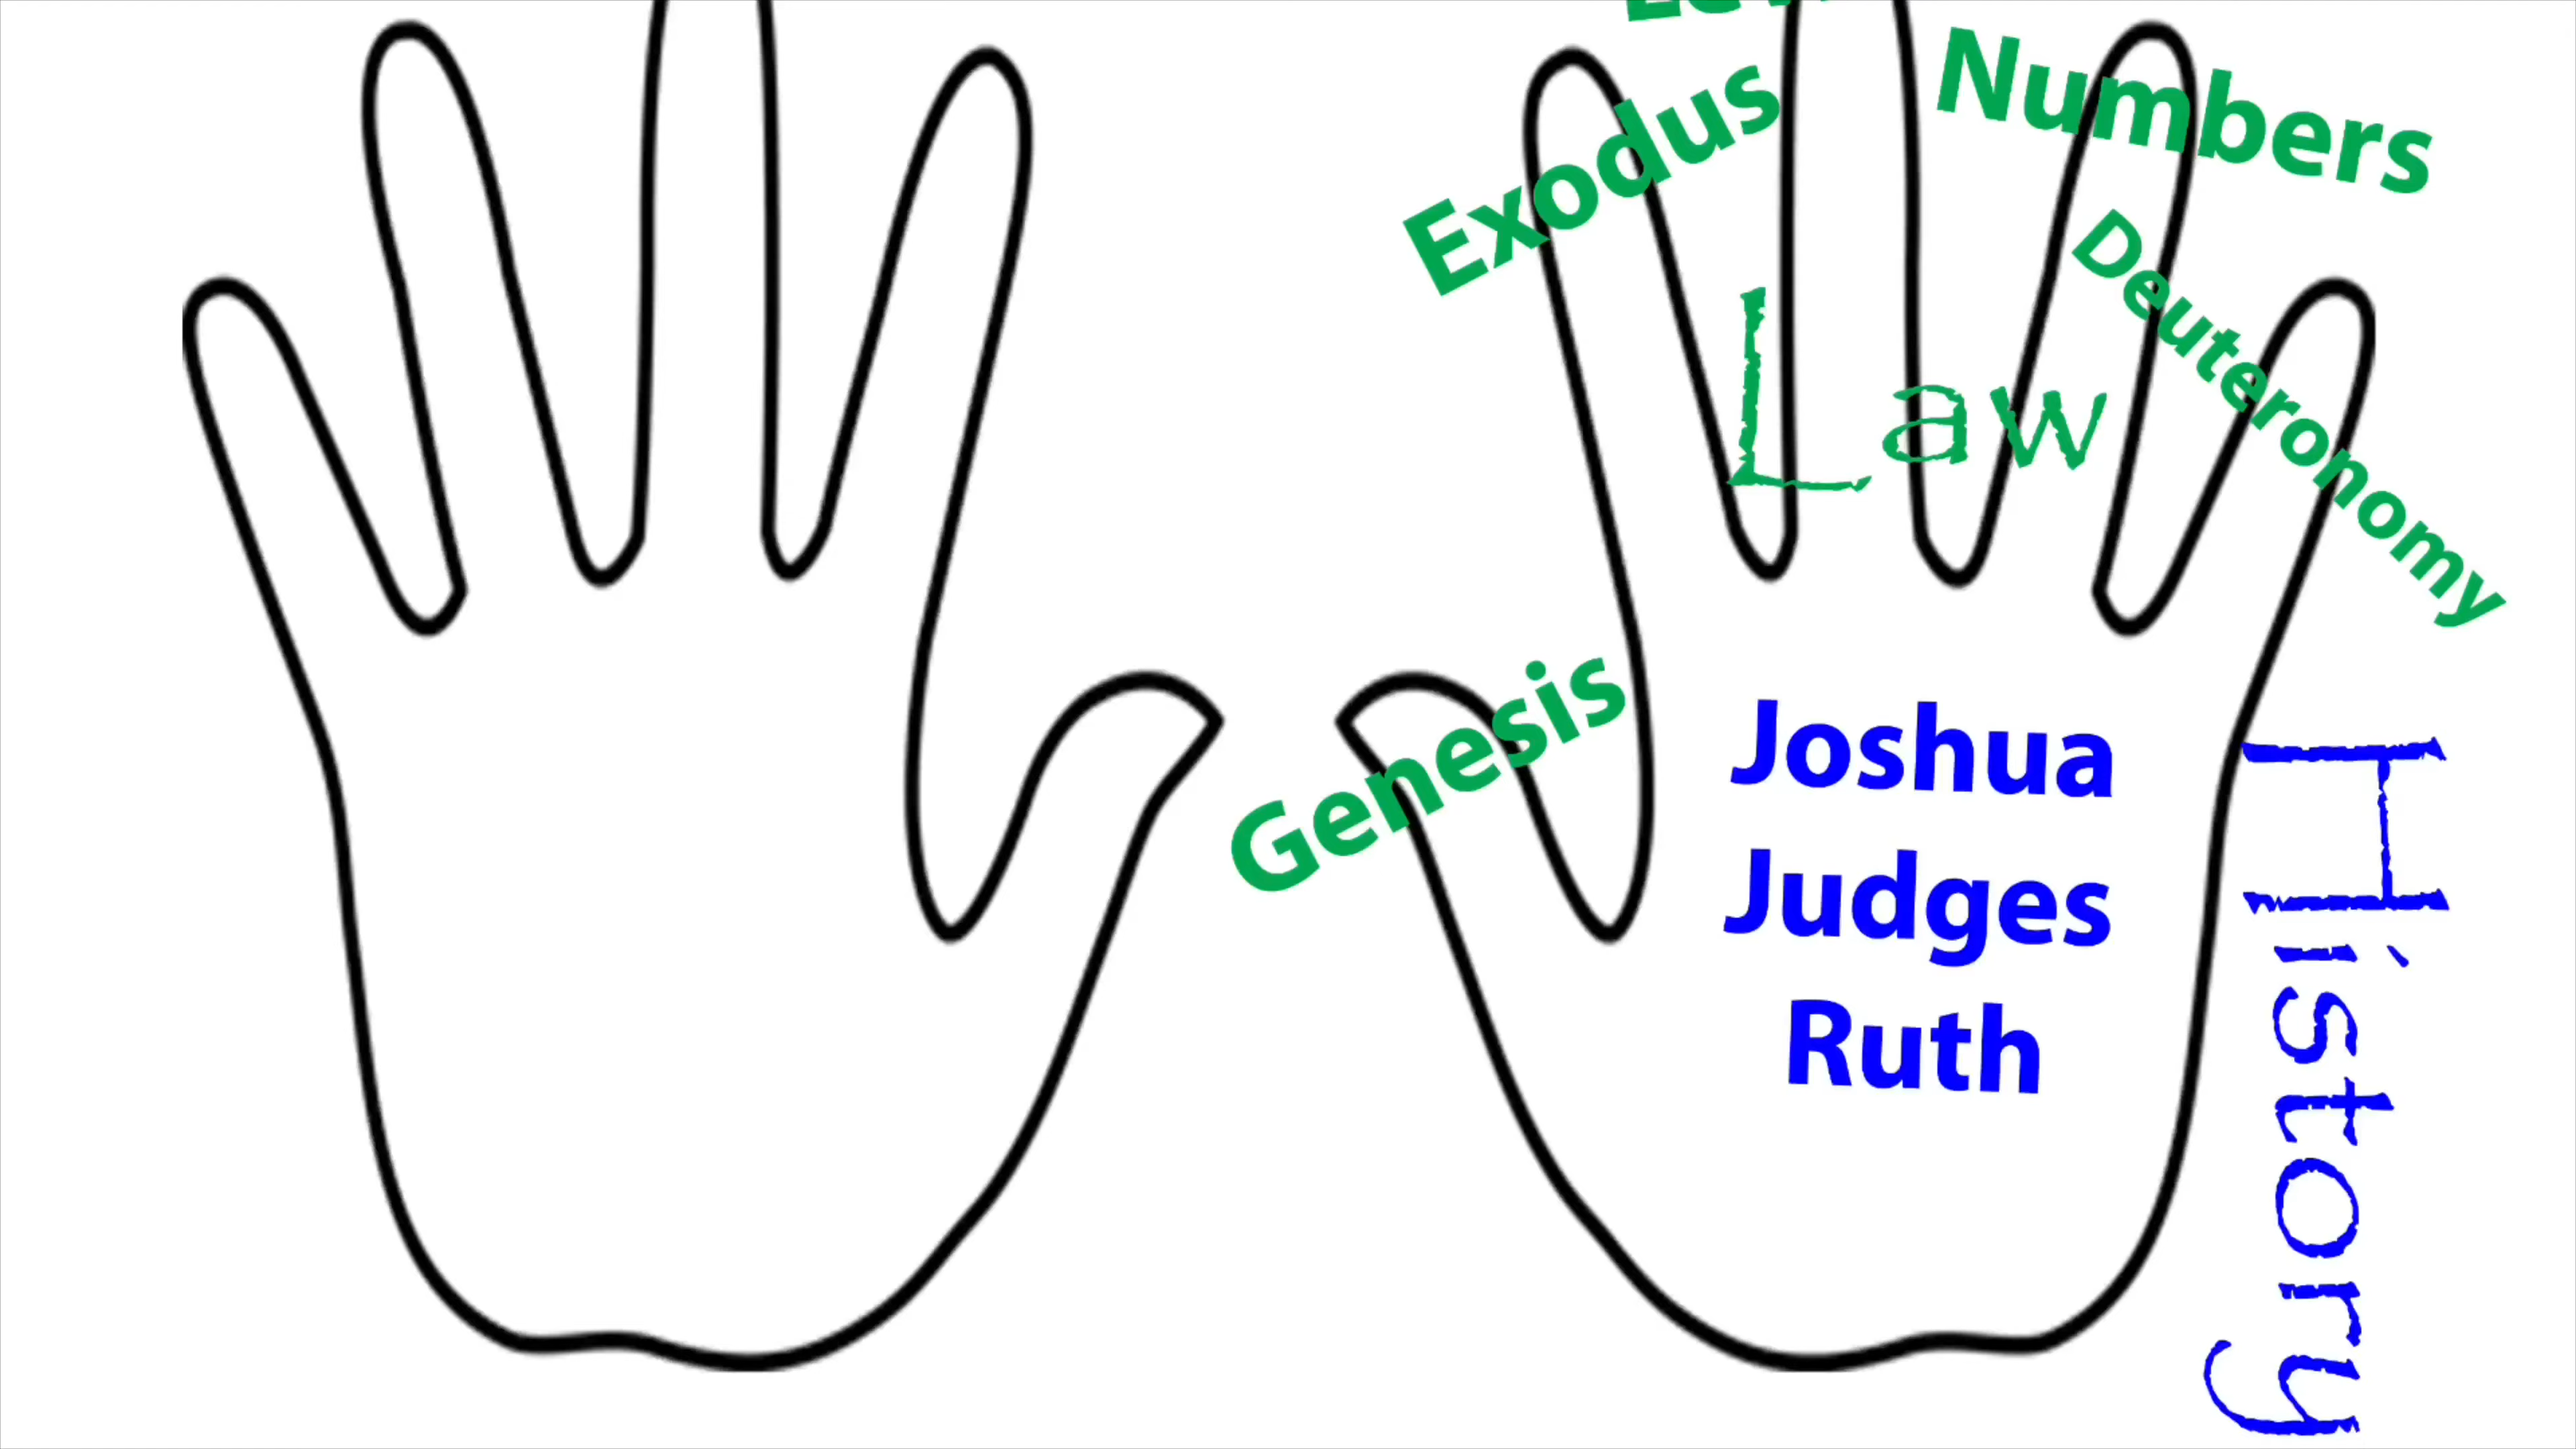 Numbers
Exodus
Deuteronomy
Law
Genesis
Joshua
Judges
Ruth
History